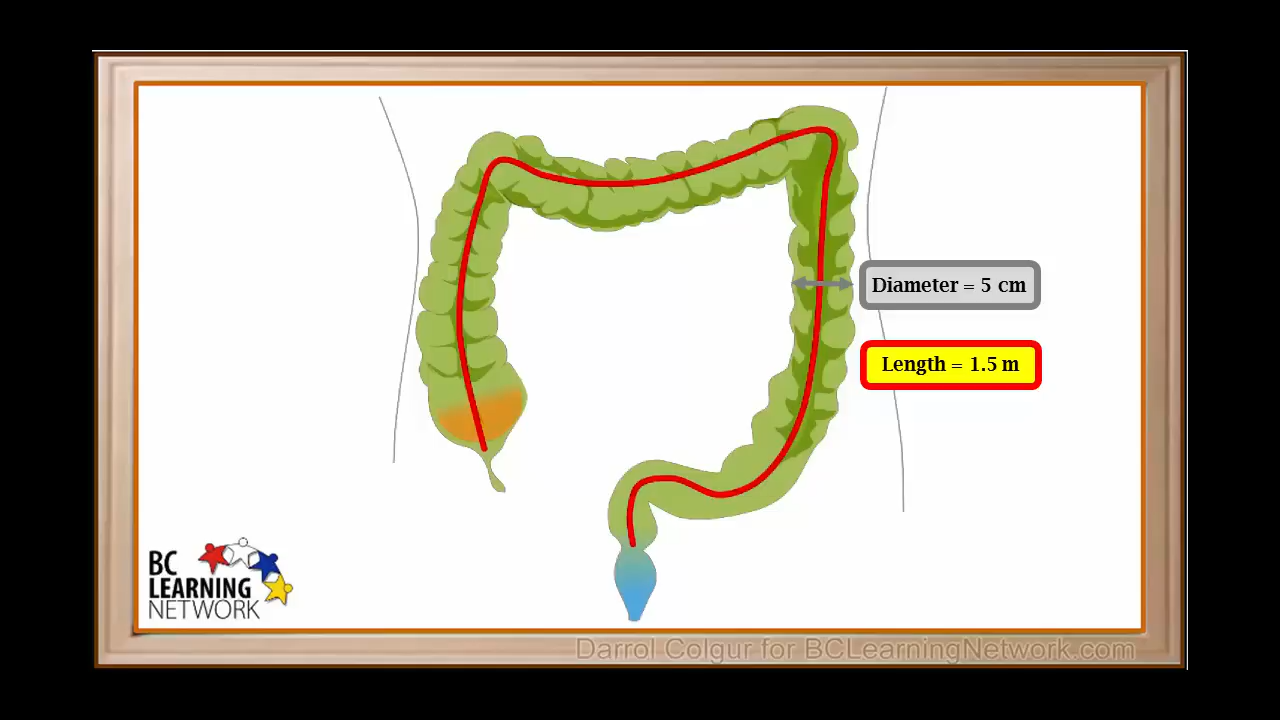 Diameter = 5 cm
Length = 1.5 m
BC
LEARNING
NETWORK
Darrol Colgur for BCLearningNetwork.com